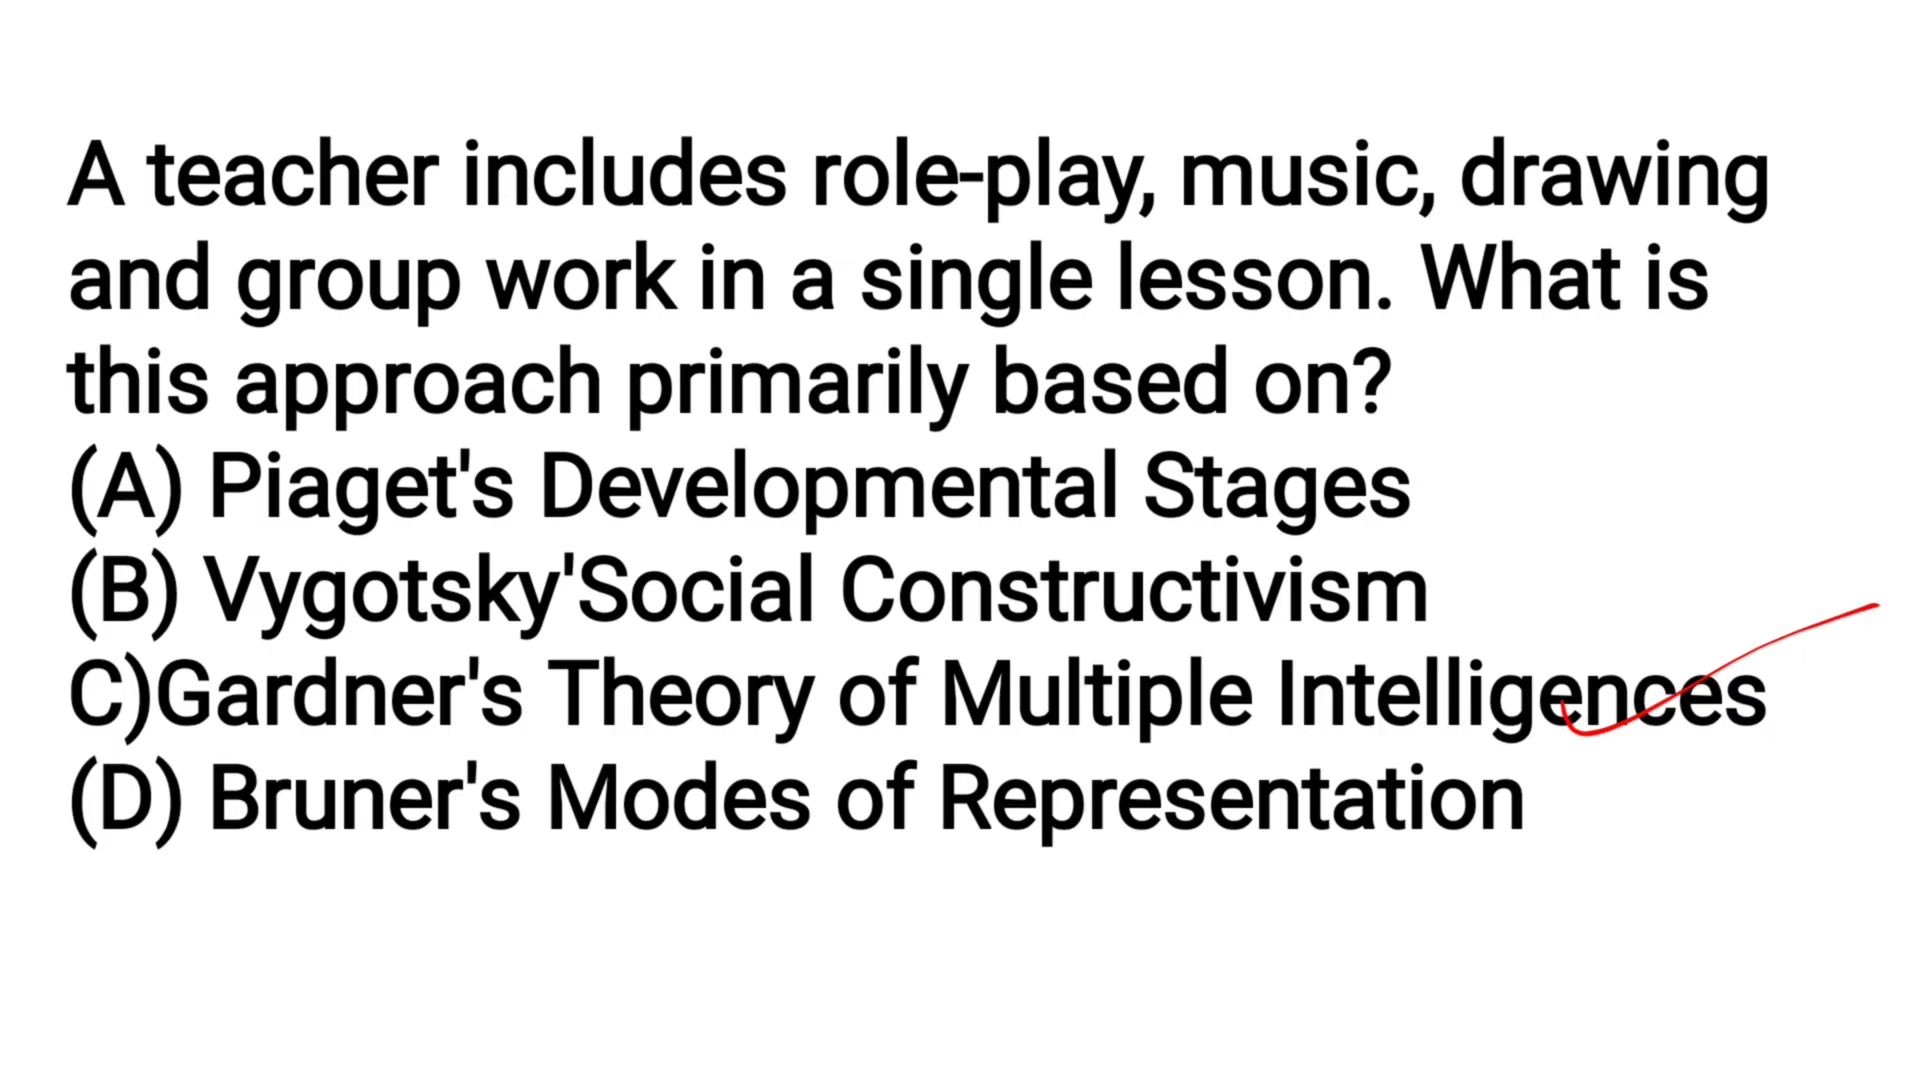 A teacher includes role-play, music, drawing
and group work in a single lesson. What is
this approach primarily based on?
(A) Piaget's Developmental Stages
(B) Vygotsky'Social Constructivism
C)Gardner's Theory of Multiple Intelligences
(D) Bruner's Modes of Representation